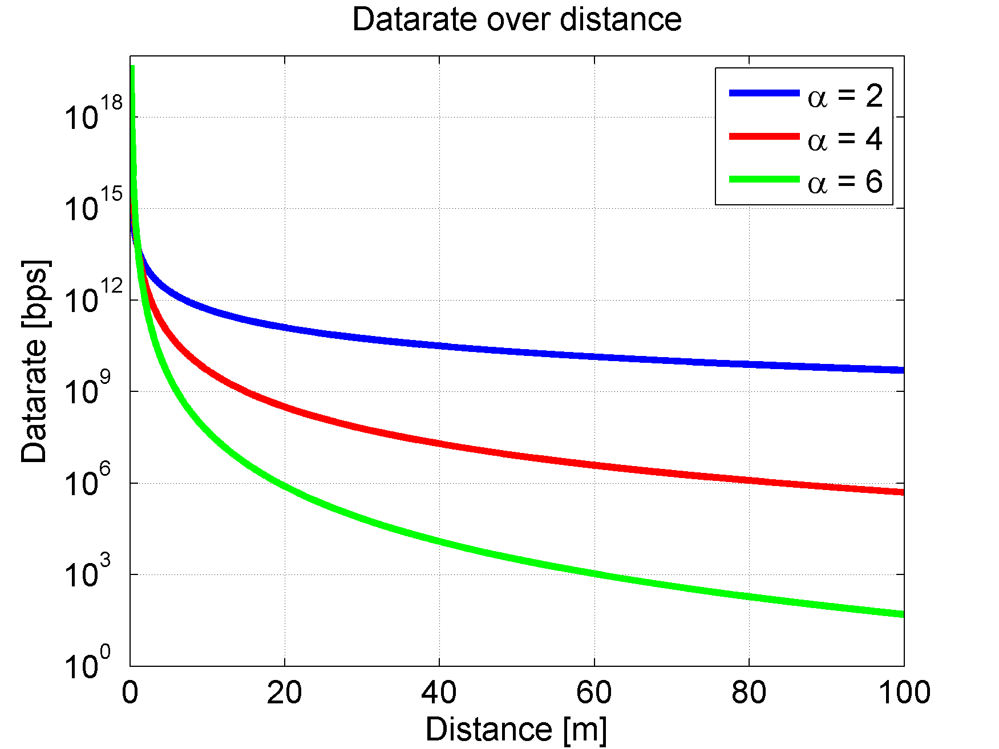 Datarate over distance
α = 2
α = 4
α = 6
10^18
10^15
10^12
10^9
10^6
10^3
10^0
Datarate [bps]
0 20 40 60 80 100
Distance [m]